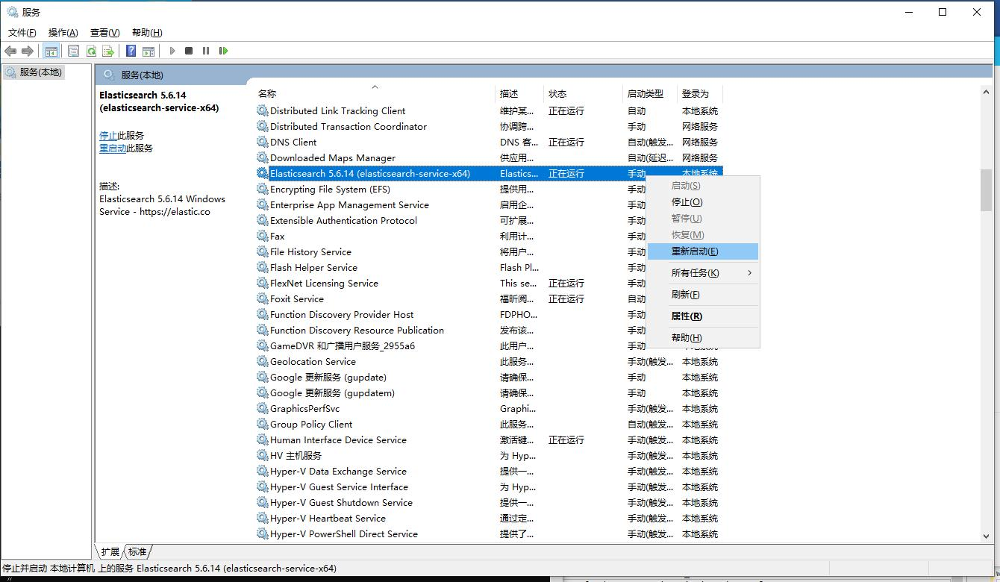 服务
文件(F) 操作(A) 查看(V) 帮助(H)
服务(本地)
服务(本地)
Elasticsearch 5.6.14
(elasticsearch-service-x64)
停止此服务
重启动此服务
描述:
Elasticsearch 5.6.14 Windows
Service - https://elastic.co
名称 描述 状态 启动类型 登录为
Distributed Link Tracking Client 维护某... 正在运行 自动 本地系统
Distributed Transaction Coordinator 协调跨... 手动 网络服务
DNS Client DNS 客... 正在运行 自动(触发... 网络服务
Downloaded Maps Manager 供应用... 自动(延迟... 网络服务
Elasticsearch 5.6.14 (elasticsearch-service-x64) Elastics... 正在运行 手动 本地系统
Encrypting File System (EFS) 提供用... 手动
Enterprise App Management Service 启用企... 手动
Extensible Authentication Protocol 可扩展... 手动
Fax 利用计... 手动
File History Service 将用户... 手动
Flash Helper Service Flash Pl... 手动
FlexNet Licensing Service This se... 正在运行 手动
Foxit Service 福昕阅... 正在运行 自动
Function Discovery Provider Host FDPHO... 手动
Function Discovery Resource Publication 发布该... 手动
GameDVR 和广播用户服务_2955a6 此用户... 手动
Geolocation Service 此服务... 手动(触发... 本地系统
Google 更新服务 (gupdate) 请确保... 手动 本地系统
Google 更新服务 (gupdatem) 请确保... 手动 本地系统
GraphicsPerfSvc Graphi... 手动(触发... 本地系统
Group Policy Client 此服务... 自动(触发... 本地系统
Human Interface Device Service 激活键... 正在运行 手动(触发... 本地系统
HV 主机服务 为 Hyp... 手动(触发... 本地系统
Hyper-V Data Exchange Service 提供一... 手动(触发... 本地系统
Hyper-V Guest Service Interface 为 Hyp... 手动(触发... 本地系统
Hyper-V Guest Shutdown Service 提供一... 手动(触发... 本地系统
Hyper-V Heartbeat Service 通过定... 手动(触发... 本地系统
Hyper-V PowerShell Direct Service 提供了... 手动(触发... 本地系统
启动(S)
停止(O)
暂停(U)
恢复(M)
重新启动(E)
所有任务(K)
刷新(F)
属性(R)
帮助(H)
扩展 标准
停止并启动 本地计算机 上的服务 Elasticsearch 5.6.14 (elasticsearch-service-x64)